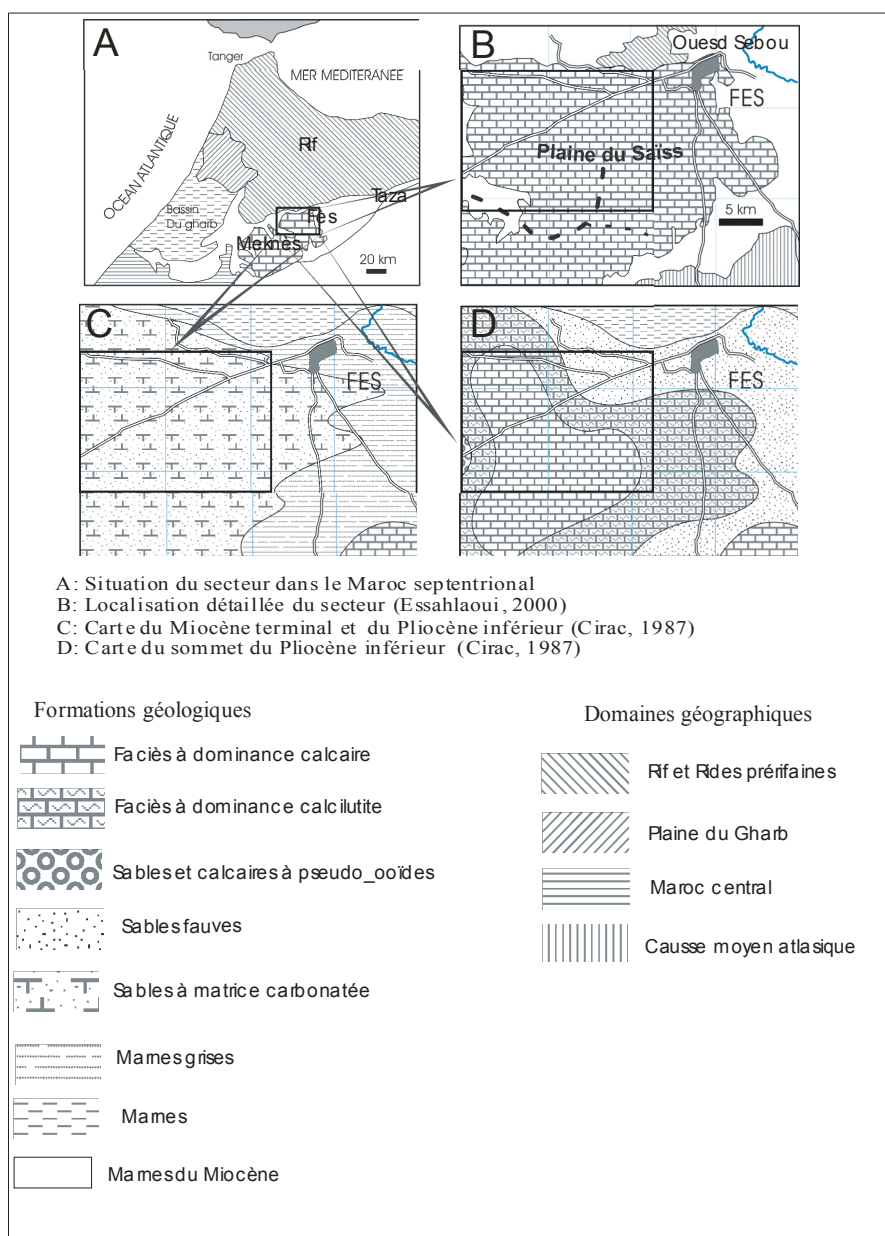 A
Tanger
MER MEDITERANEE
OCEAN ATLANTIQUE
Rif
Bassin
Du gharb
Taza
Fès
Meknès
20 km
B
Ouesd Sebou
FES
Plaine du Saïss
5 km
C
FES
D
FES
A: Situation du secteur dans le Maroc septentrional
B: Localisation détaillée du secteur (Essahlaoui, 2000)
C: Carte du Miocène terminal et du Pliocène inférieur (Cirac, 1987)
D: Carte du sommet du Pliocène inférieur (Cirac, 1987)
Formations géologiques
Faciès à dominance calcaire
Faciès à dominance calcilutite
Sables et calcaires à pseudo_ooïdes
Sables fauves
Sables à matrice carbonatée
Marnes grises
Marnes
Marnes du Miocène
Domaines géographiques
Rif et Rides prérifaines
Plaine du Gharb
Maroc central
Causse moyen atlasique